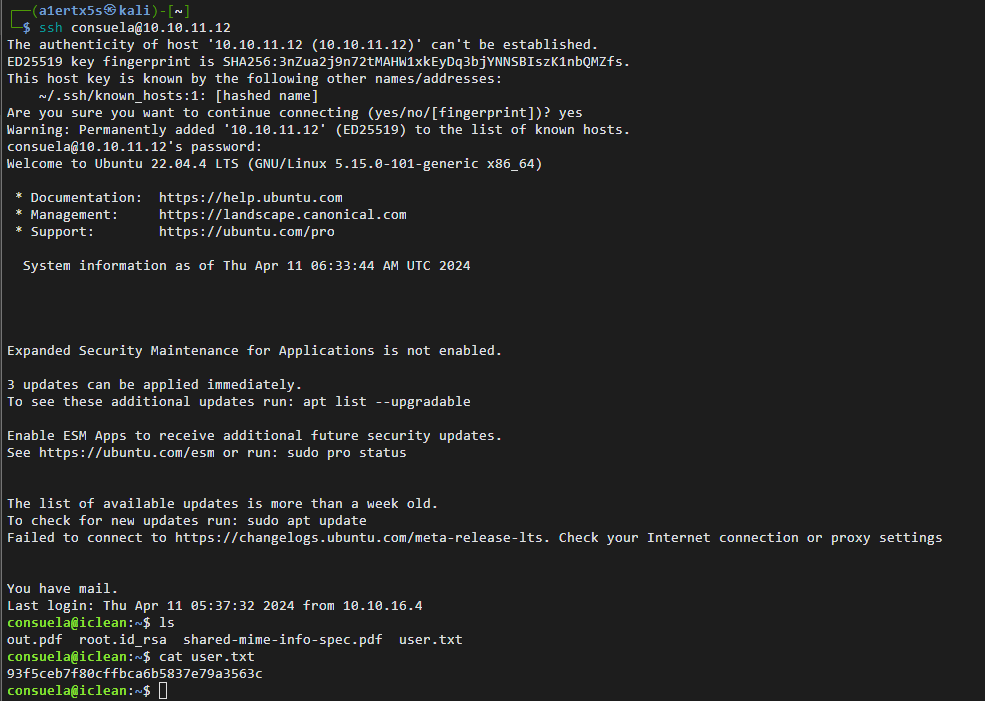 ┌──(a1ertx5s㉿kali)-[~]
└─$ ssh consuela@10.10.11.12
The authenticity of host '10.10.11.12 (10.10.11.12)' can't be established.
ED25519 key fingerprint is SHA256:3nZua2j9n72tMAHW1xkEyDq3bjYNNSBIszK1nbQMZfs.
This host key is known by the following other names/addresses:
    ~/.ssh/known_hosts:1: [hashed name]
Are you sure you want to continue connecting (yes/no/[fingerprint])? yes
Warning: Permanently added '10.10.11.12' (ED25519) to the list of known hosts.
consuela@10.10.11.12's password:
Welcome to Ubuntu 22.04.4 LTS (GNU/Linux 5.15.0-101-generic x86_64)

 * Documentation:  https://help.ubuntu.com
 * Management:     https://landscape.canonical.com
 * Support:        https://ubuntu.com/pro

  System information as of Thu Apr 11 06:33:44 AM UTC 2024

Expanded Security Maintenance for Applications is not enabled.

3 updates can be applied immediately.
To see these additional updates run: apt list --upgradable

Enable ESM Apps to receive additional future security updates.
See https://ubuntu.com/esm or run: sudo pro status

The list of available updates is more than a week old.
To check for new updates run: sudo apt update
Failed to connect to https://changelogs.ubuntu.com/meta-release-lts. Check your Internet connection or proxy settings

You have mail.
Last login: Thu Apr 11 05:37:32 2024 from 10.10.16.4
consuela@iclean:~$ ls
out.pdf  root.id_rsa  shared-mime-info-spec.pdf  user.txt
consuela@iclean:~$ cat user.txt
93f5ceb7f80cffbca6b5837e79a3563c
consuela@iclean:~$